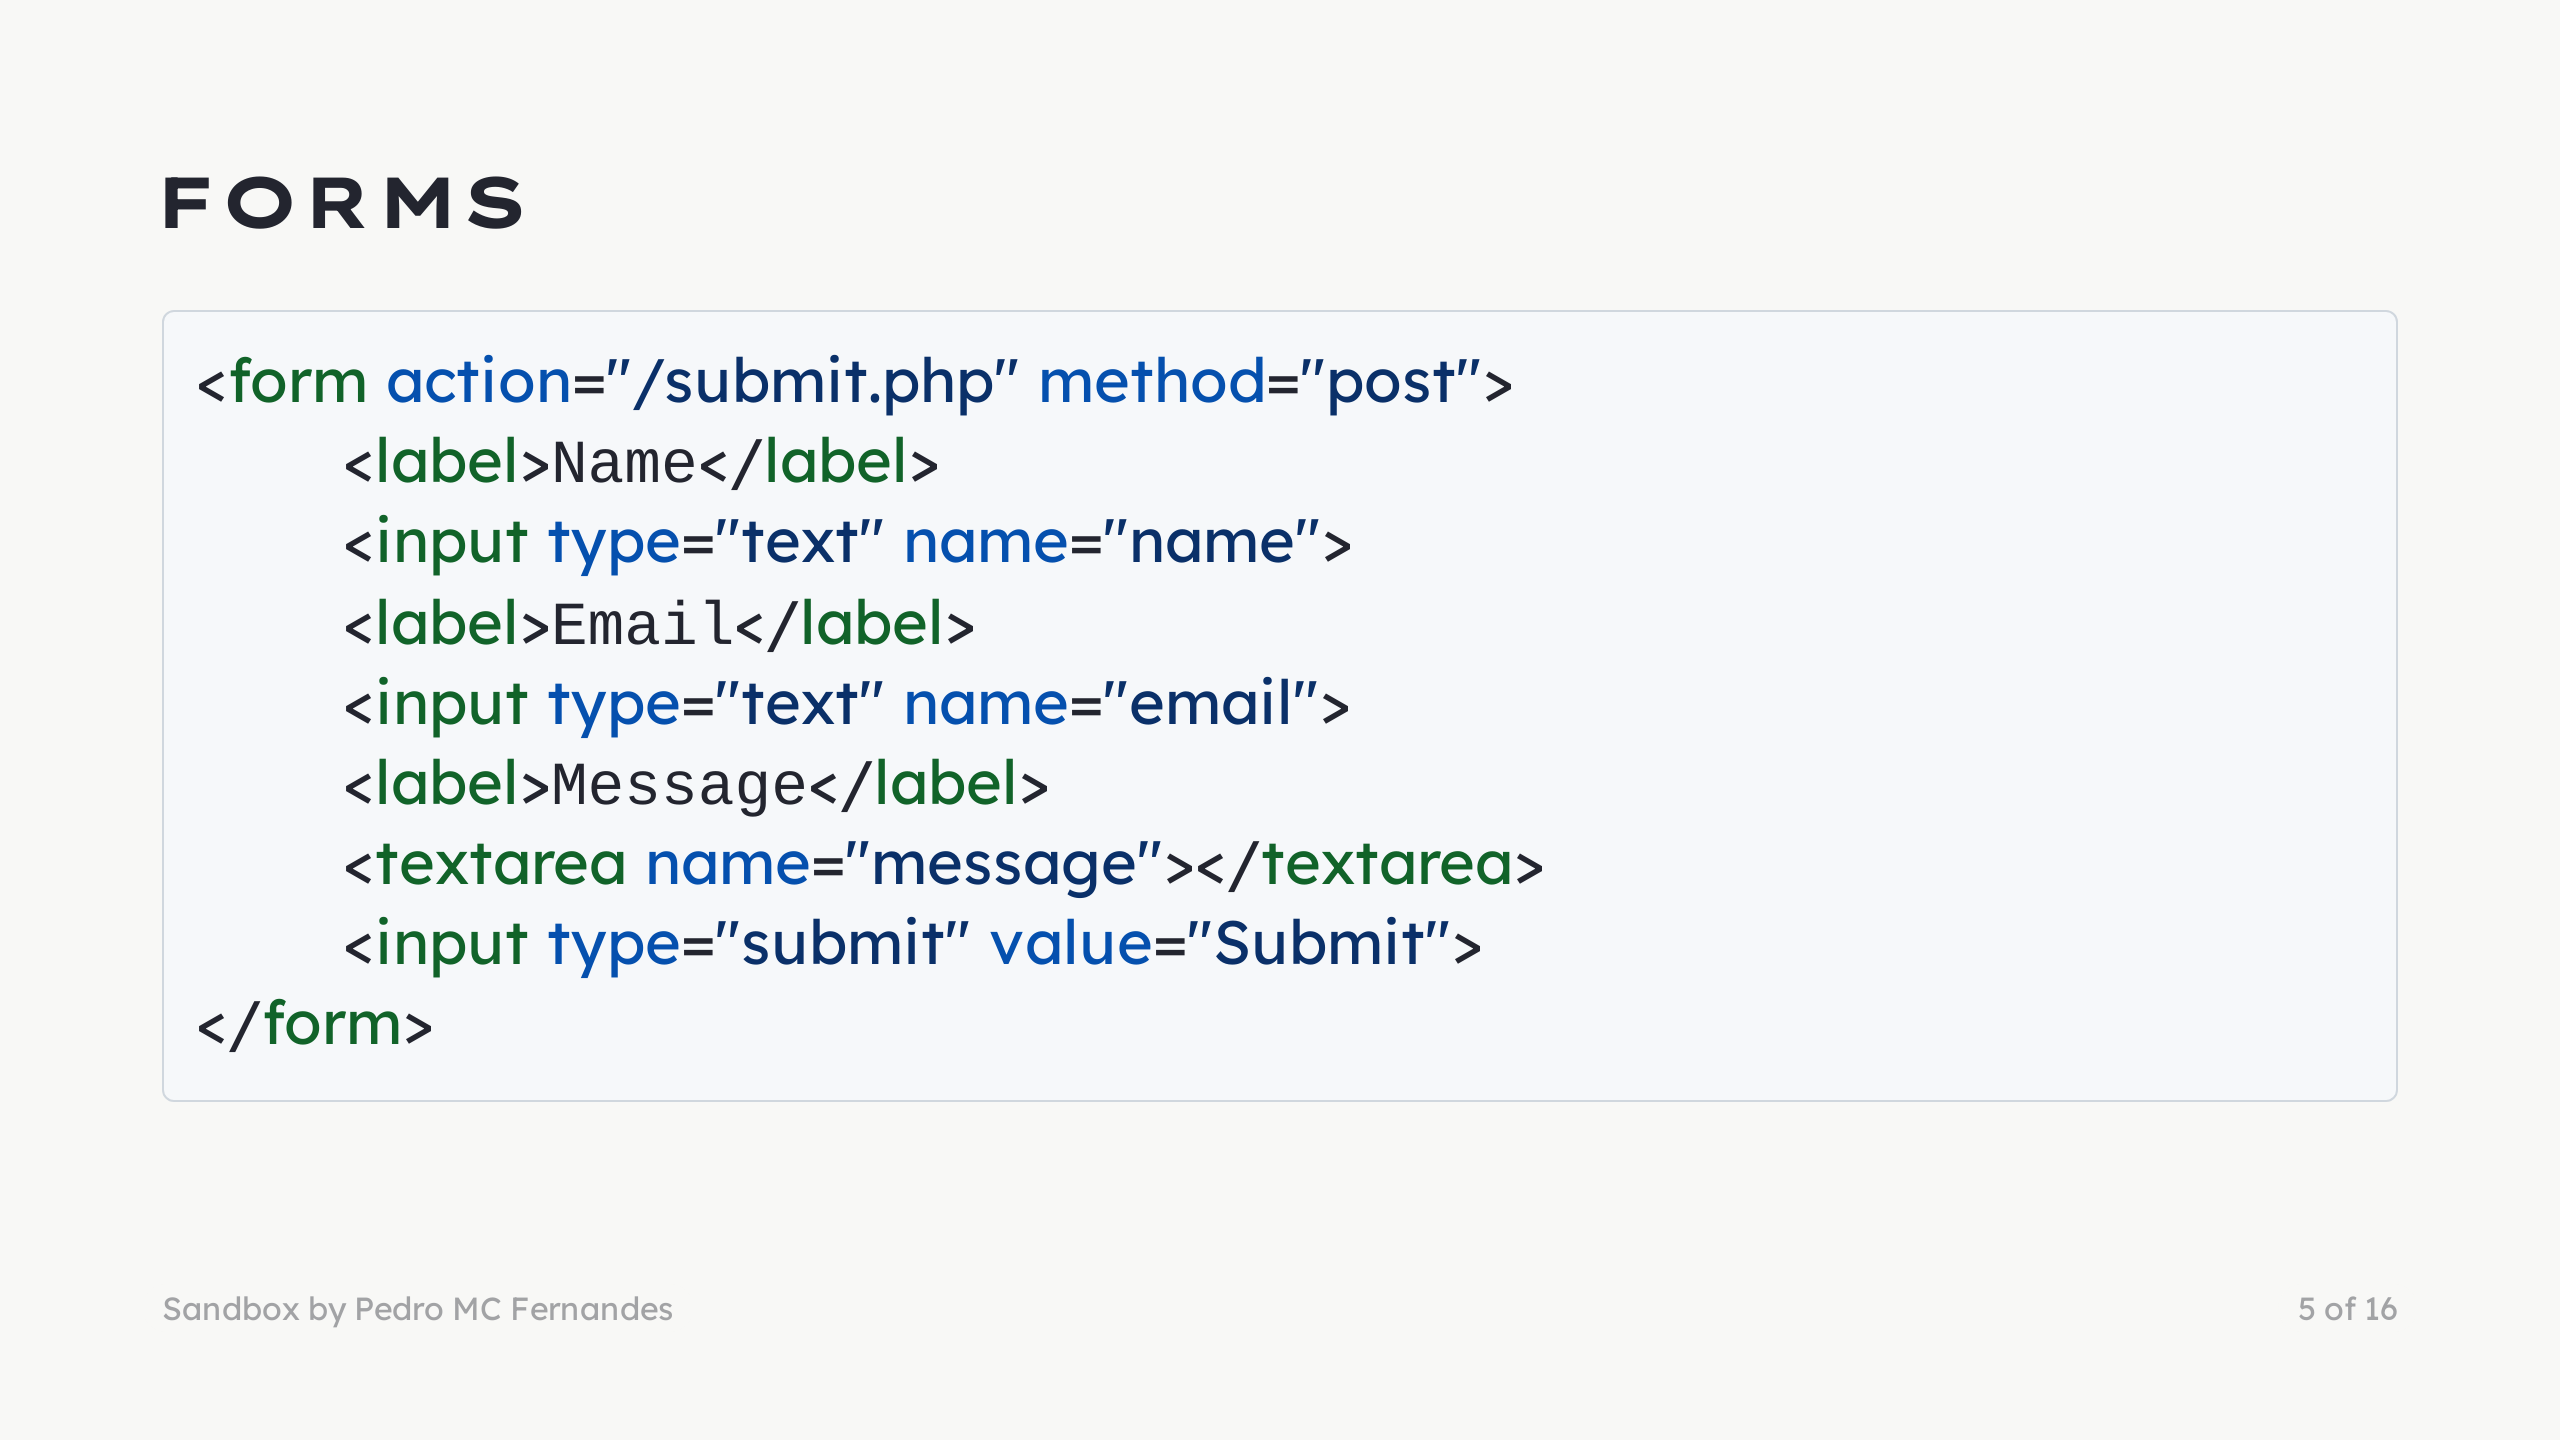 FORMS
<form action="/submit.php" method="post">
    <label>Name</label>
    <input type="text" name="name">
    <label>Email</label>
    <input type="text" name="email">
    <label>Message</label>
    <textarea name="message"></textarea>
    <input type="submit" value="Submit">
</form>
Sandbox by Pedro MC Fernandes
5 of 16